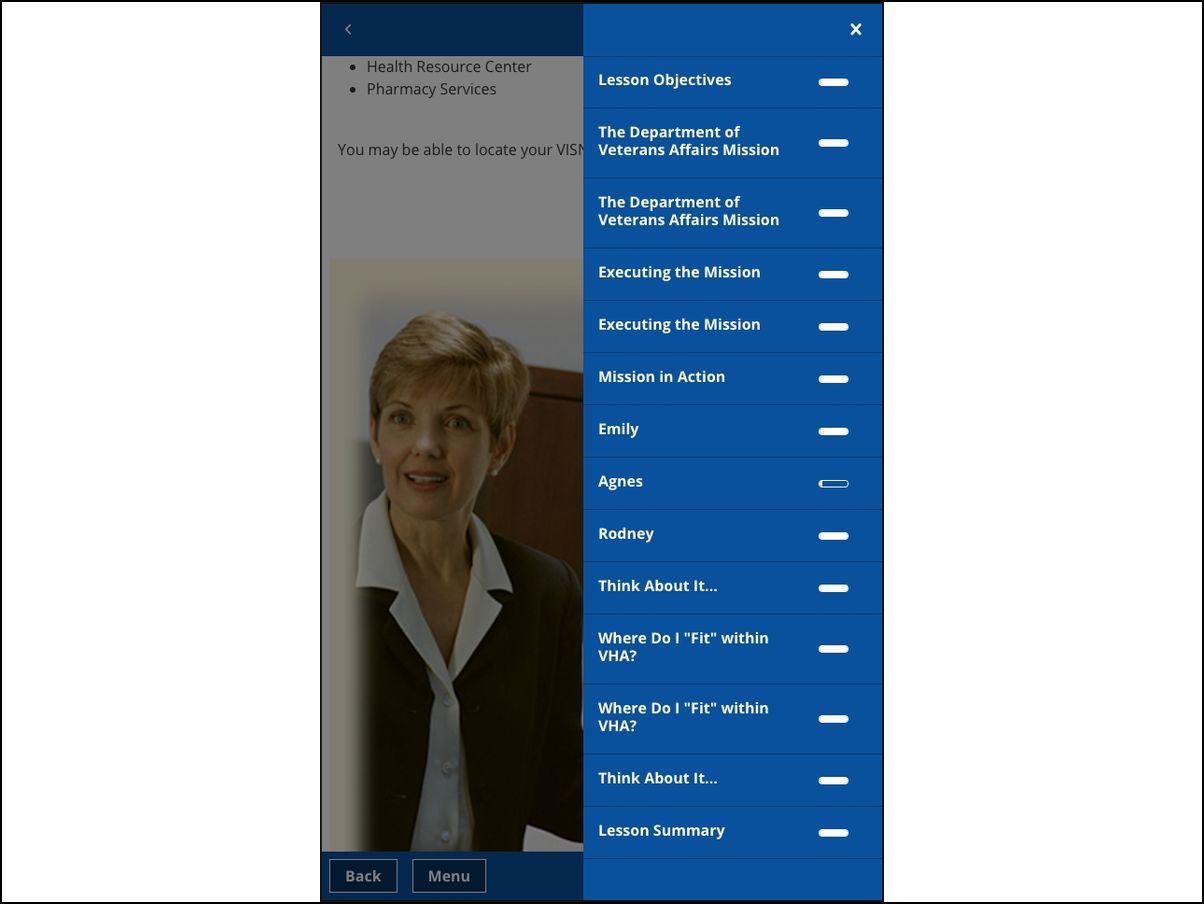 Health Resource Center
Pharmacy Services
You may be able to locate your VISN
Lesson Objectives
The Department of
Veterans Affairs Mission
The Department of
Veterans Affairs Mission
Executing the Mission
Executing the Mission
Mission in Action
Emily
Agnes
Rodney
Think About It...
Where Do I "Fit" within
VHA?
Where Do I "Fit" within
VHA?
Think About It...
Lesson Summary
Back
Menu